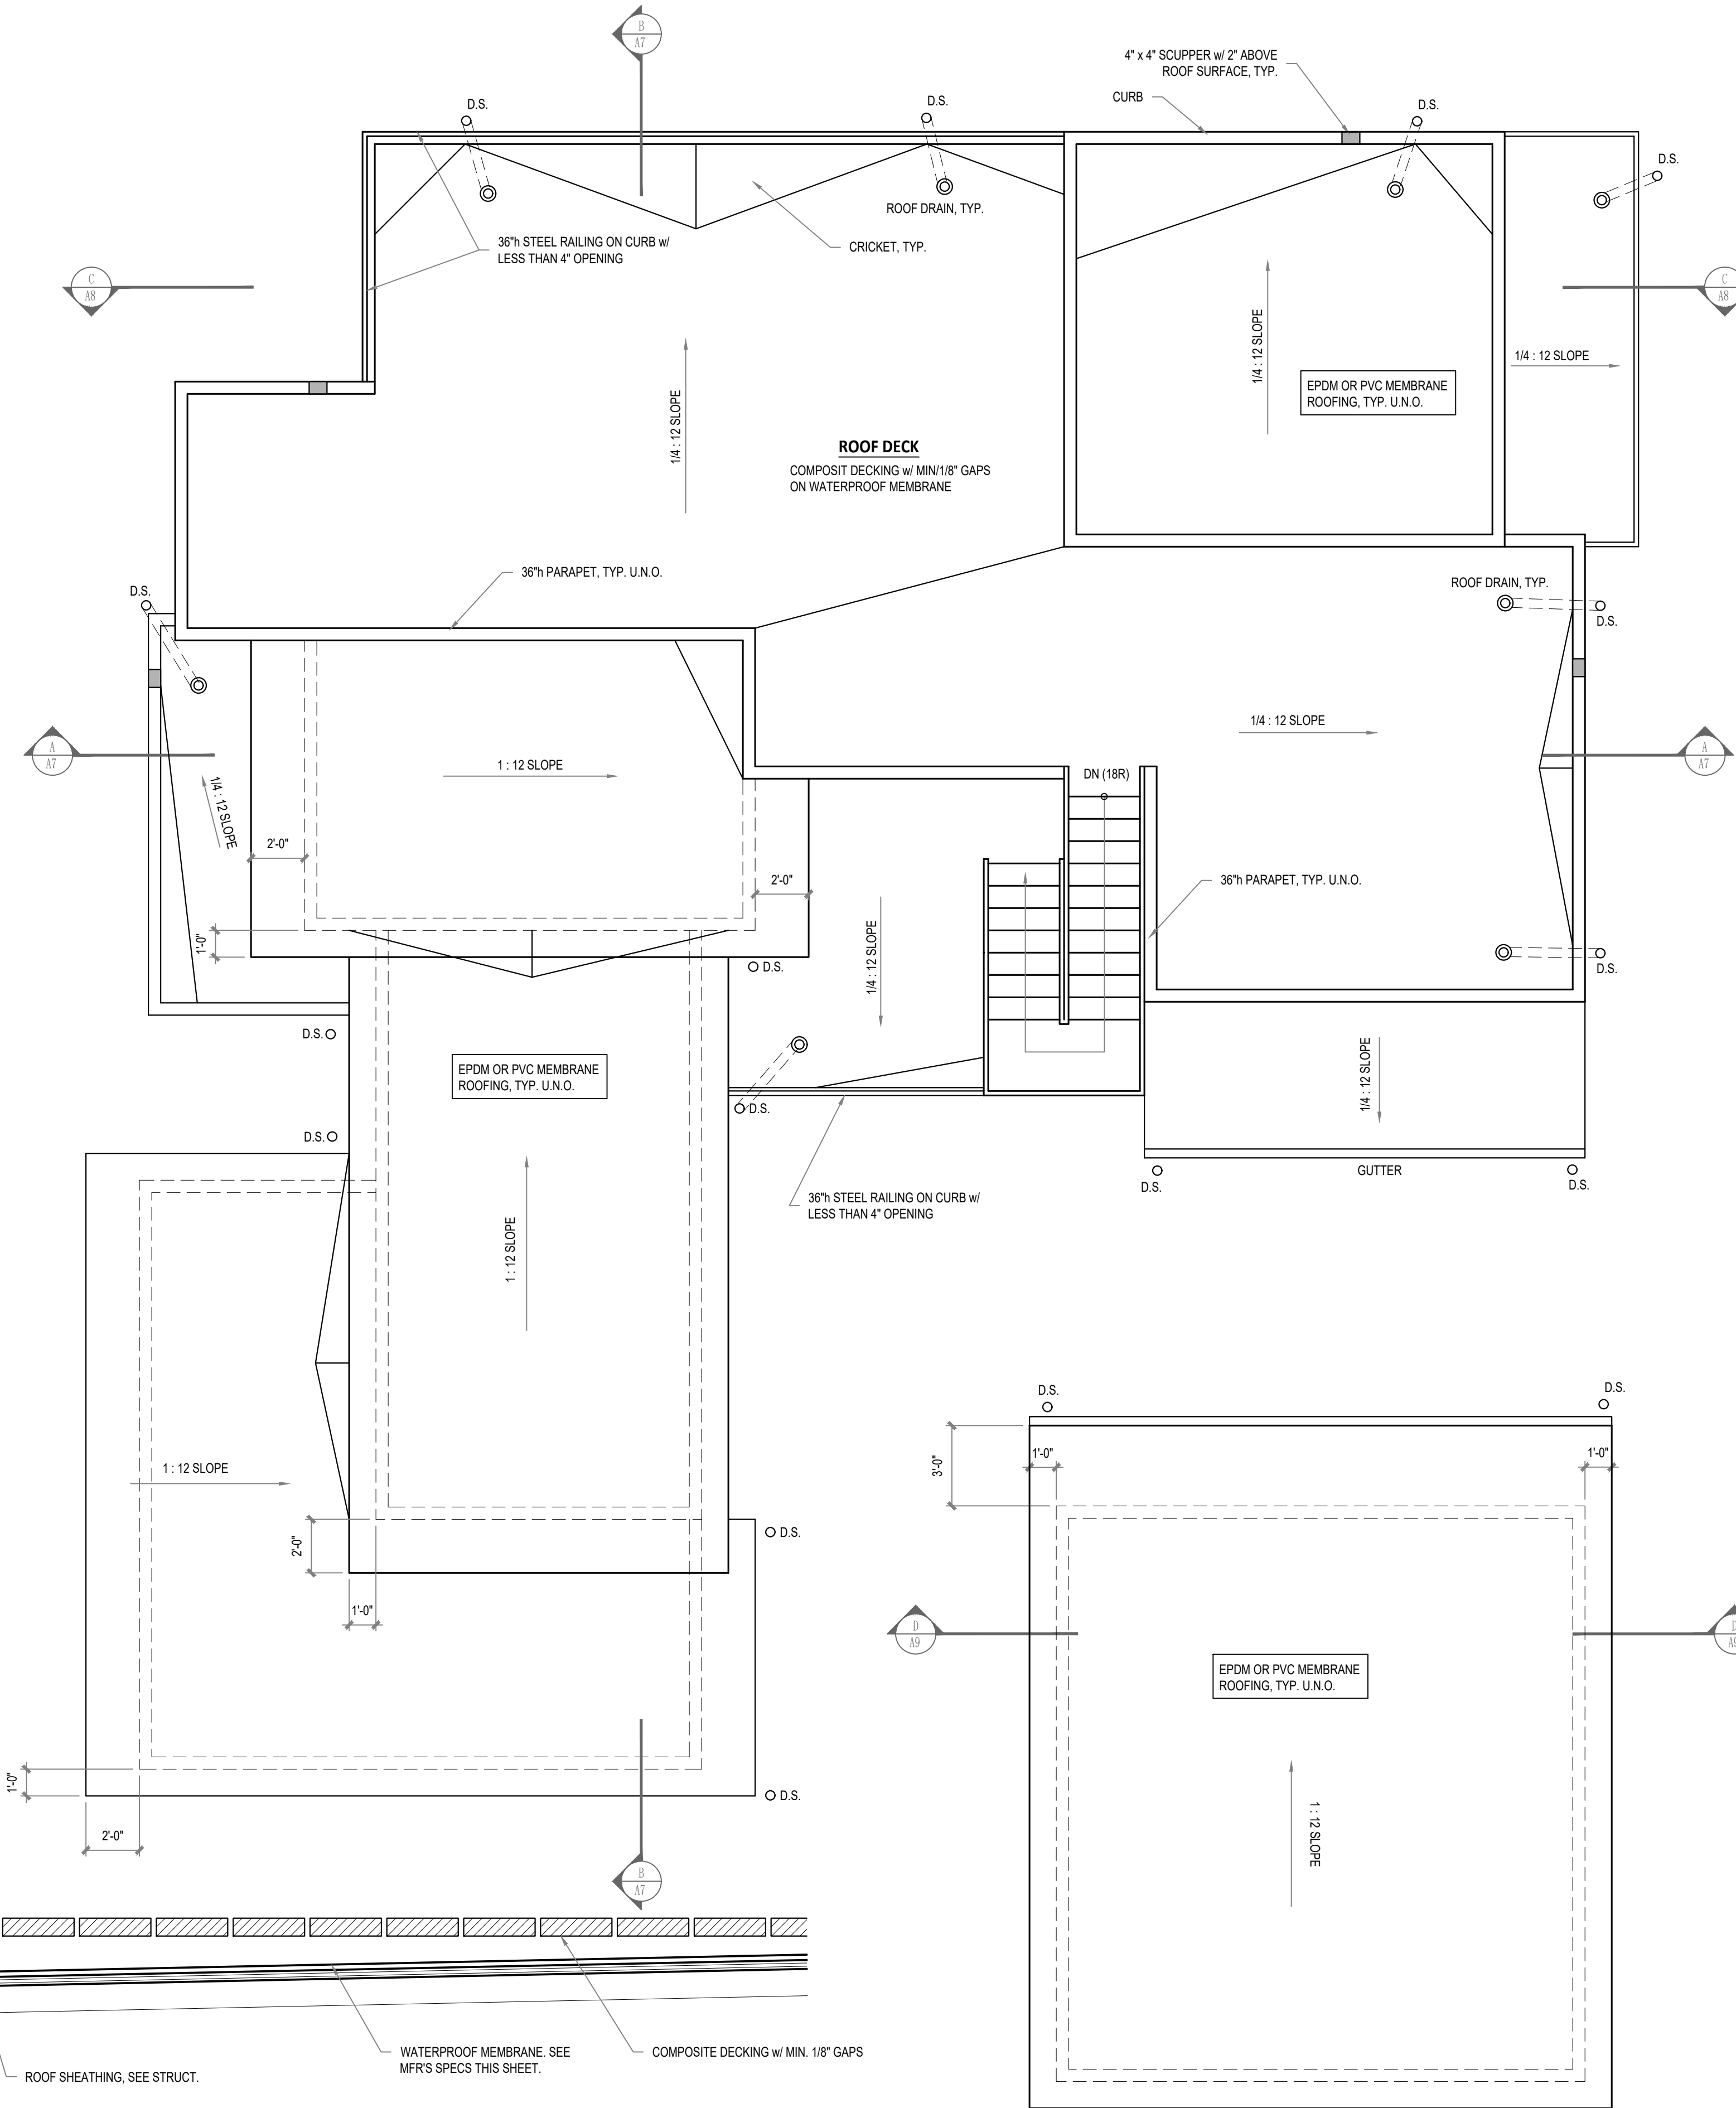 B
A7
4" x 4" SCUPPER w/ 2" ABOVE
ROOF SURFACE, TYP.
CURB
D.S.
D.S.
D.S.
D.S.
ROOF DRAIN, TYP.
36"h STEEL RAILING ON CURB w/
LESS THAN 4" OPENING
CRICKET, TYP.
C
A8
C
A8
1/4 : 12 SLOPE
1/4 : 12 SLOPE
1/4 : 12 SLOPE
EPDM OR PVC MEMBRANE
ROOFING, TYP. U.N.O.
ROOF DECK
COMPOSIT DECKING w/ MIN/1/8" GAPS
ON WATERPROOF MEMBRANE
36"h PARAPET, TYP. U.N.O.
D.S.
ROOF DRAIN, TYP.
D.S.
1/4 : 12 SLOPE
A
A7
A
A7
1 : 12 SLOPE
DN (18R)
1/4 : 12 SLOPE
2'-0"
2'-0"
36"h PARAPET, TYP. U.N.O.
1'-0"
1/4 : 12 SLOPE
D.S.
D.S.
D.S.
EPDM OR PVC MEMBRANE
ROOFING, TYP. U.N.O.
1/4 : 12 SLOPE
D.S.
D.S.
GUTTER
D.S.
D.S.
36"h STEEL RAILING ON CURB w/
LESS THAN 4" OPENING
1 : 12 SLOPE
D.S.
D.S.
1 : 12 SLOPE
3'-0"
1'-0"
1'-0"
2'-0"
D.S.
1'-0"
D
A9
EPDM OR PVC MEMBRANE
ROOFING, TYP. U.N.O.
1'-0"
D.S.
2'-0"
1 : 12 SLOPE
B
A7
WATERPROOF MEMBRANE. SEE
MFR'S SPECS THIS SHEET.
COMPOSITE DECKING w/ MIN. 1/8" GAPS
ROOF SHEATHING, SEE STRUCT.